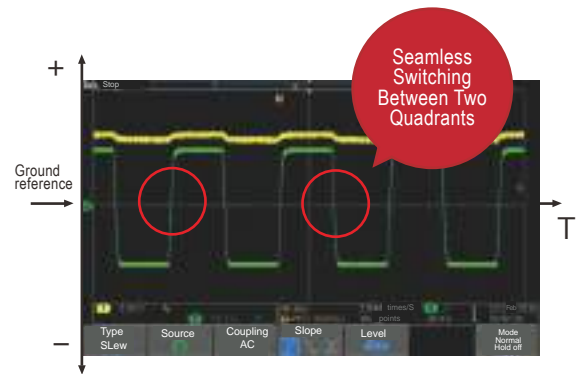 +
Stop
Seamless
Switching
Between Two
Quadrants
Ground
reference
T
times/S
points
Type
SLew
Source
Coupling
AC
Slope
Level
Mode
Normal
Hold off
−